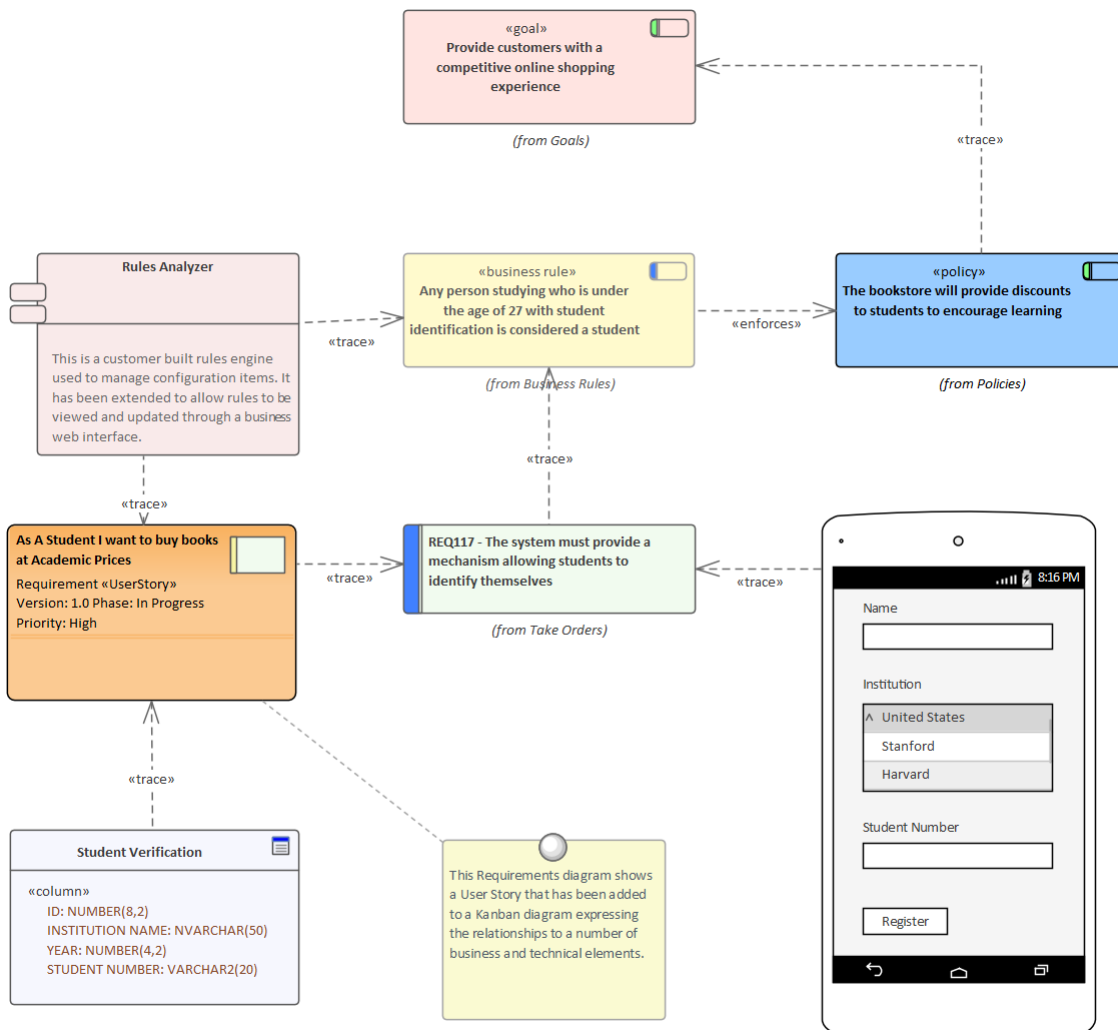 «goal»
Provide customers with a
competitive online shopping
experience
(from Goals)
«trace»
Rules Analyzer
This is a customer built rules engine
used to manage configuration items. It
has been extended to allow rules to be
viewed and updated through a business
web interface.
«trace»
«business rule»
Any person studying who is under
the age of 27 with student
identification is considered a student
(from Business Rules)
«enforces»
«policy»
The bookstore will provide discounts
to students to encourage learning
(from Policies)
«trace»
«trace»
As A Student I want to buy books
at Academic Prices
Requirement «UserStory»
Version: 1.0 Phase: In Progress
Priority: High
«trace»
REQ117 - The system must provide a
mechanism allowing students to
identify themselves
(from Take Orders)
«trace»
8:16 PM
Name
Institution
^ United States
Stanford
Harvard
Student Number
Register
«trace»
Student Verification
«column»
ID: NUMBER(8,2)
INSTITUTION NAME: NVARCHAR(50)
YEAR: NUMBER(4,2)
STUDENT NUMBER: VARCHAR2(20)
This Requirements diagram shows
a User Story that has been added
to a Kanban diagram expressing
the relationships to a number of
business and technical elements.